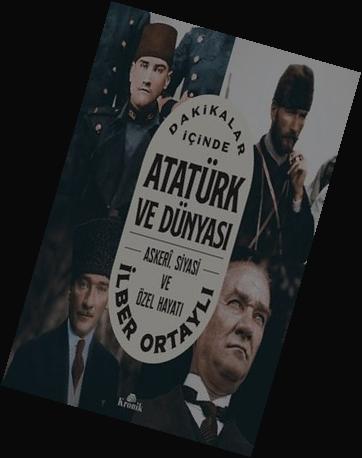 DAKİKALAR
İÇİNDE
ATATÜRK
VE DÜNYASI
ASKERÎ, SİYASİ
VE
ÖZEL HAYATI
İLBER ORTAYLI
Kronik